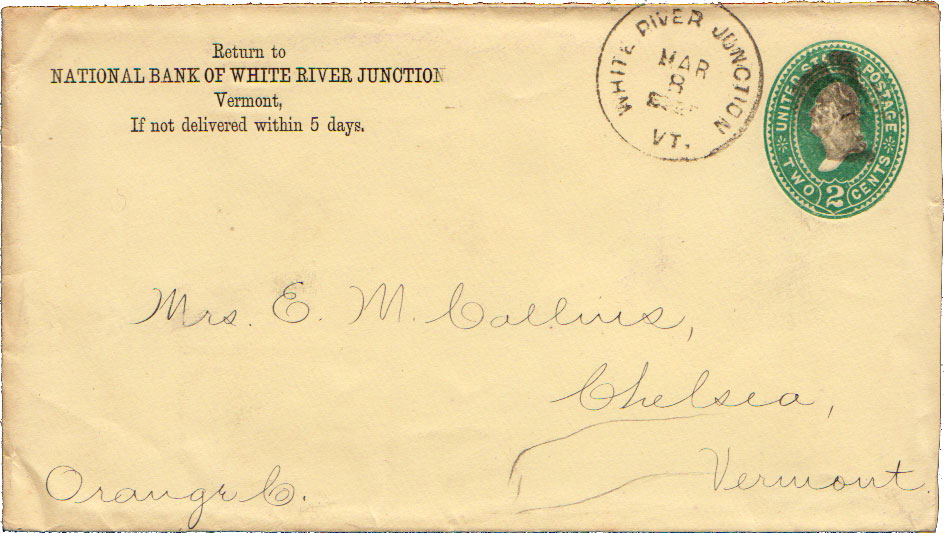 Return to
NATIONAL BANK OF WHITE RIVER JUNCTION
Vermont,
If not delivered within 5 days.
WHITE RIVER JUNCTION
MAR
8
VT.
UNITED STATES POSTAGE
TWO 2 CENTS
Mrs. E. M. Collins,
Chelsea,
Vermont.
Orange Co.